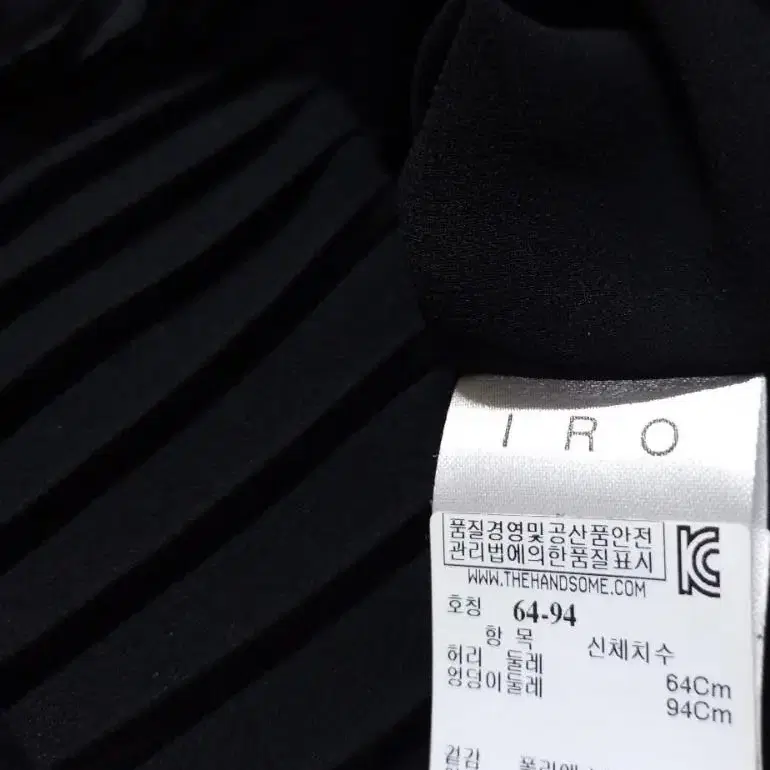 IRO
품질경영및공산품안전
관리법에의한품질표시
KC
WWW.THEHANDSOME.COM
호칭 64-94
항 목 신체치수
허리 둘레 64Cm
엉덩이둘레 94Cm
겉감